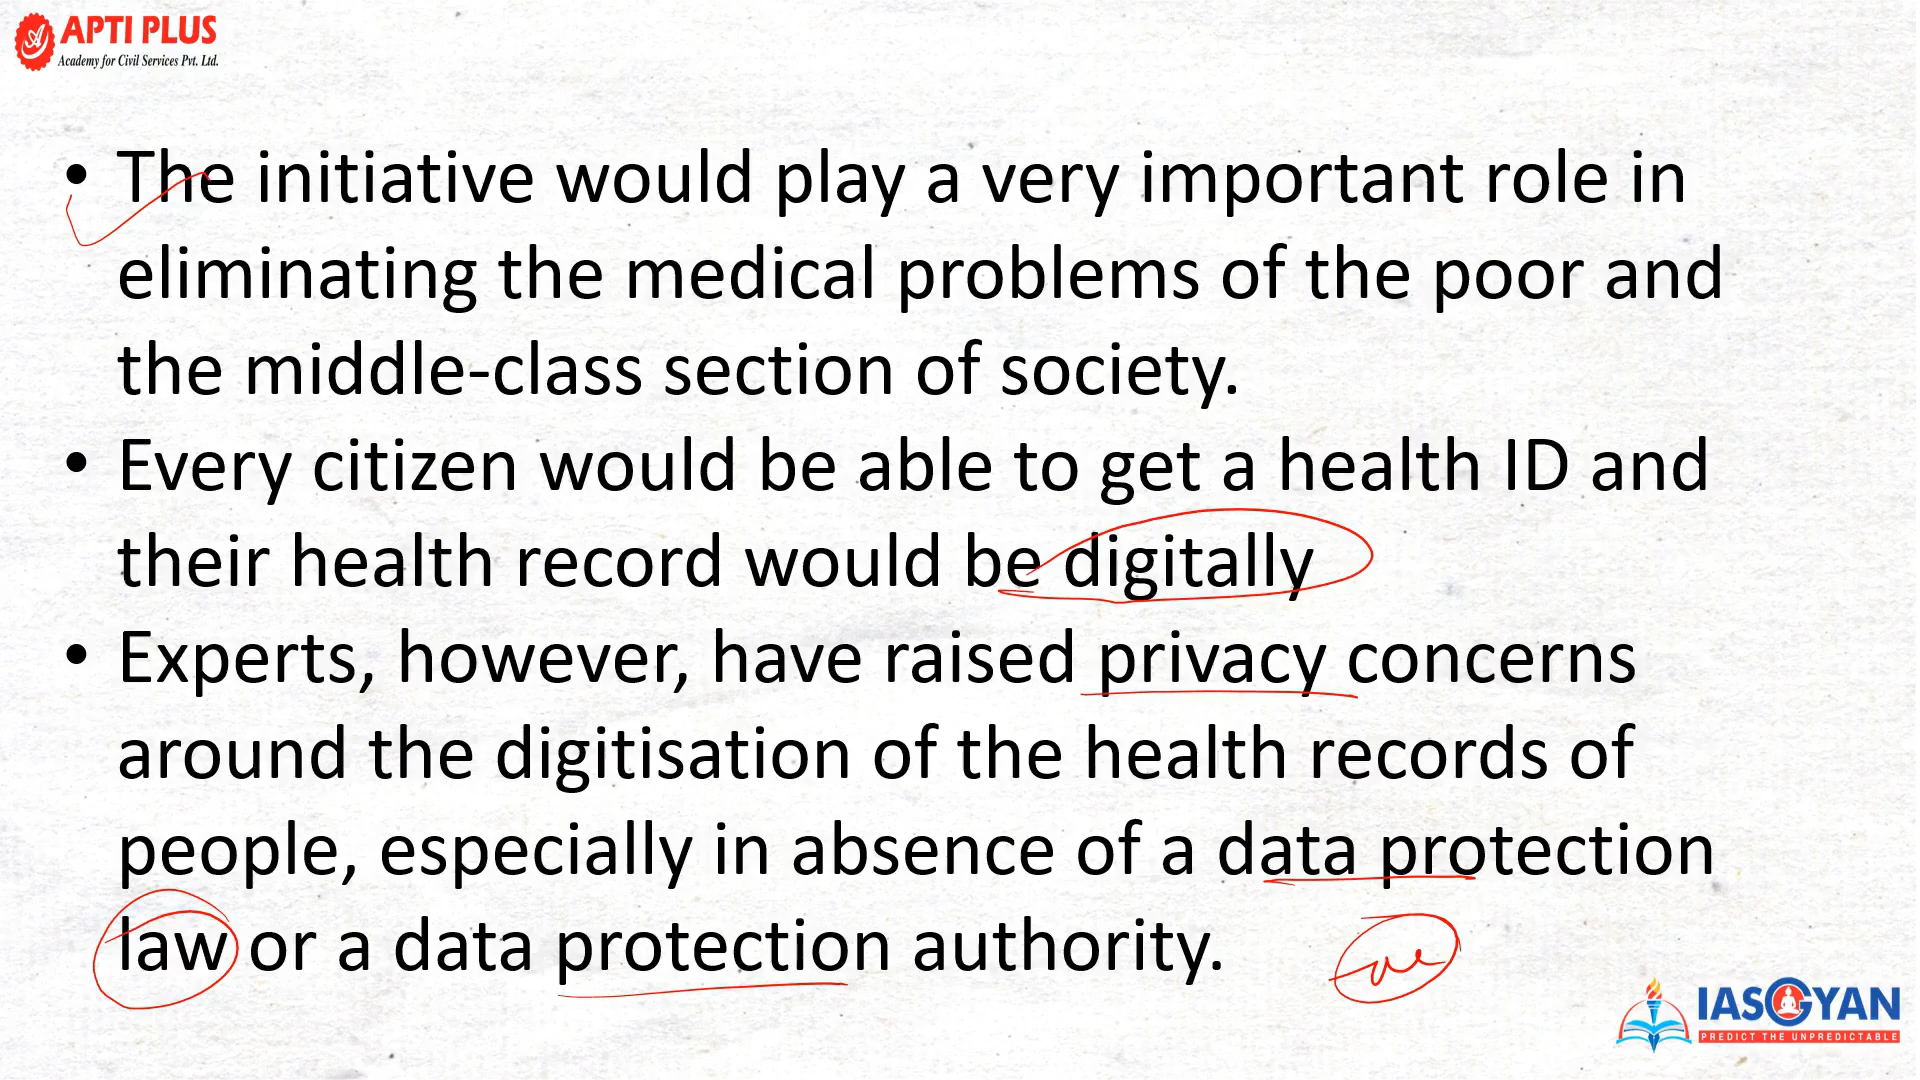 APTI PLUS
Academy for Civil Services Pvt. Ltd.
• The initiative would play a very important role in
eliminating the medical problems of the poor and
the middle-class section of society.
• Every citizen would be able to get a health ID and
their health record would be digitally
• Experts, however, have raised privacy concerns
around the digitisation of the health records of
people, especially in absence of a data protection
law or a data protection authority.
IASGYAN
PREDICT THE UNPREDICTABLE